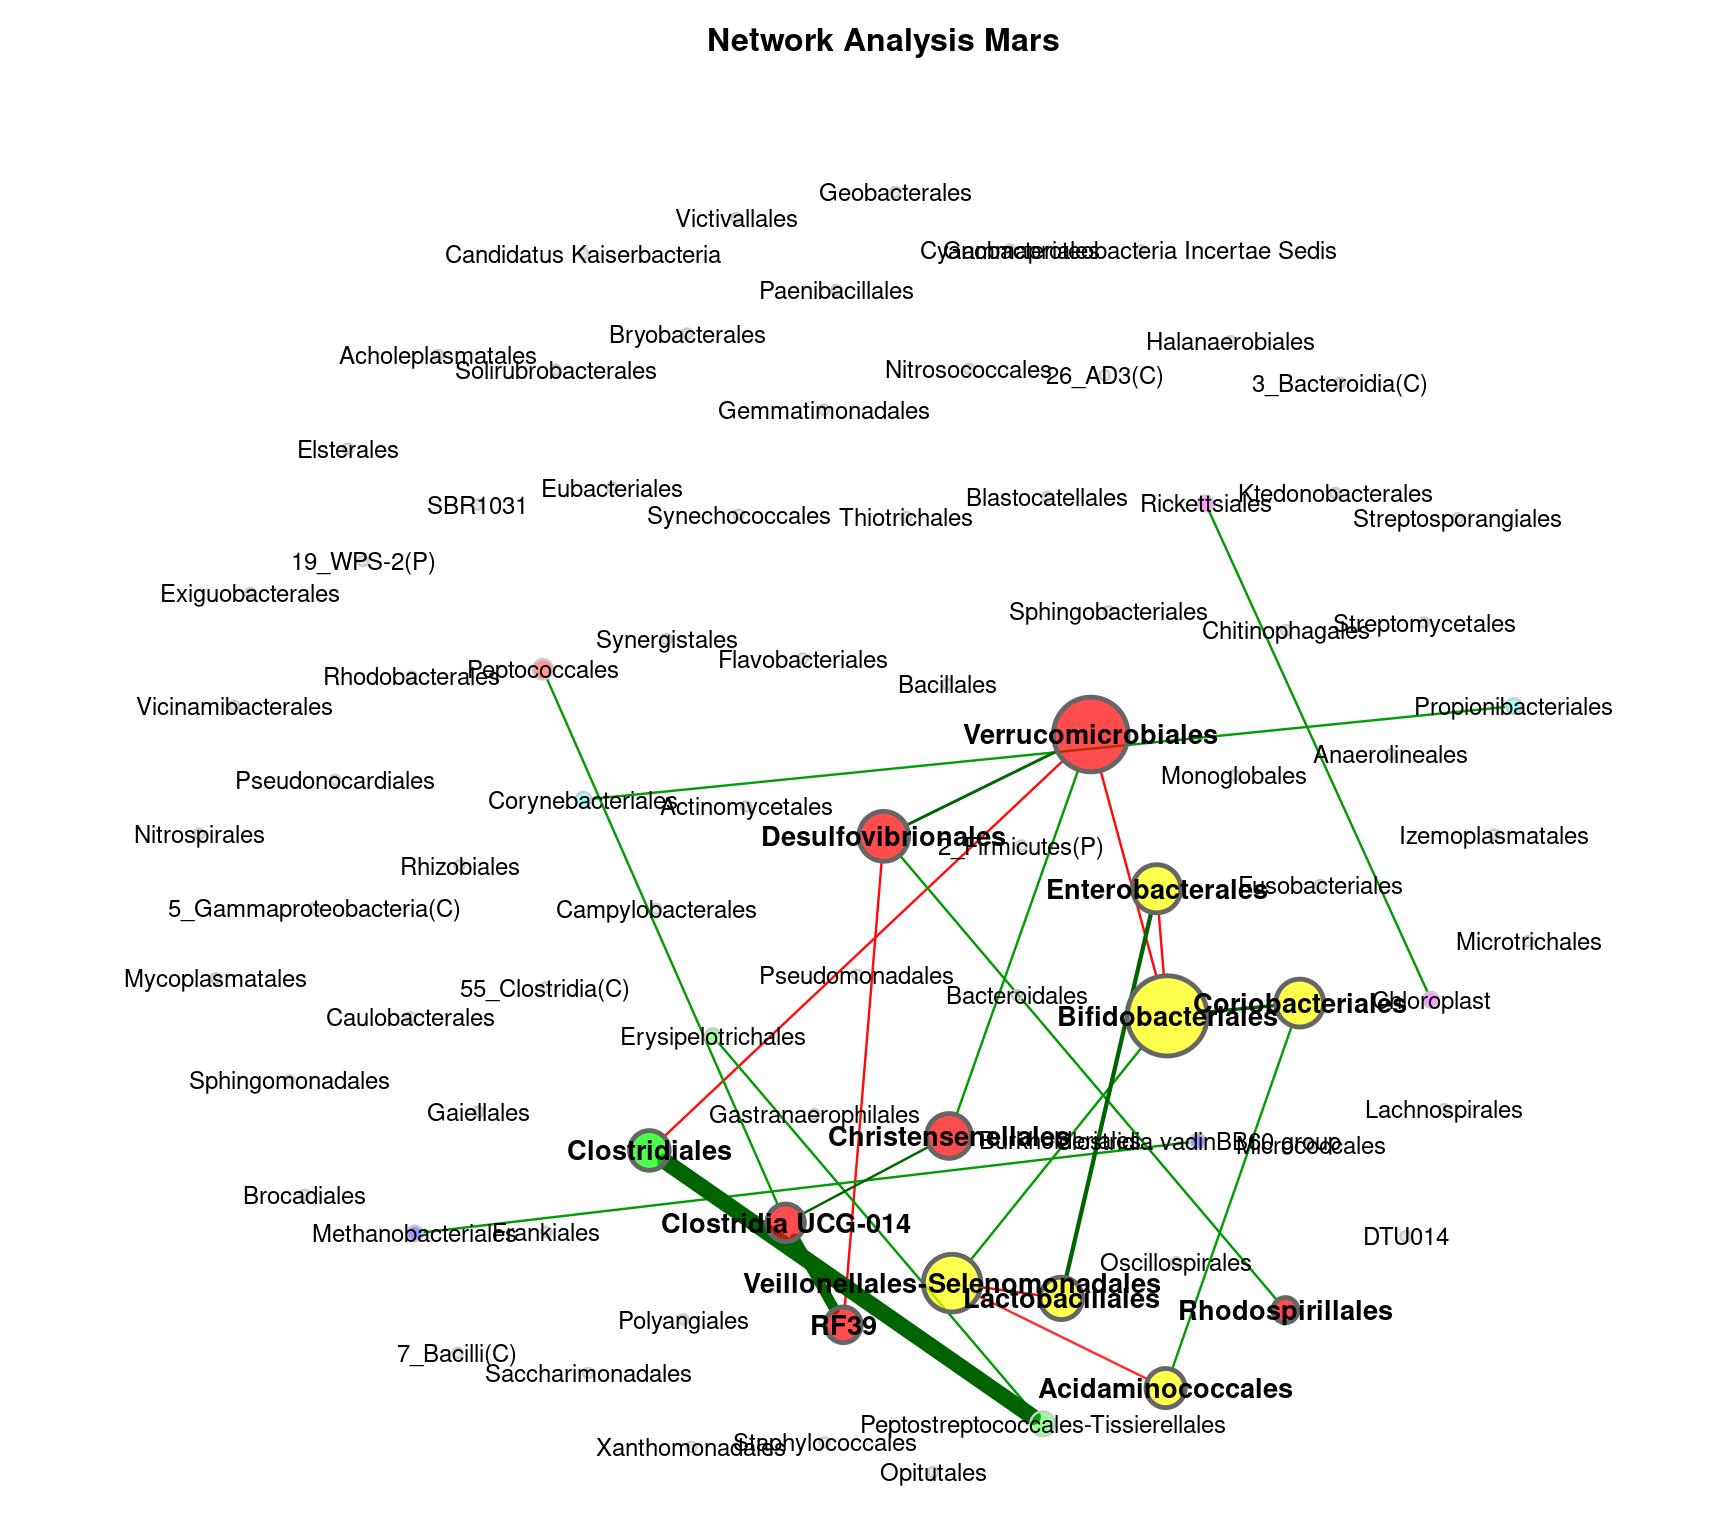 Network Analysis Mars
Geobacterales
Victivallales
Candidatus Kaiserbacteria
Cyanobacteriales
Gammaproteobacteria Incertae Sedis
Paenibacillales
Bryobacterales
Halanaerobiales
Acholeplasmatales
Solirubrobacterales
Nitrosococcales
26_AD3(C)
3_Bacteroidia(C)
Gemmatimonadales
Elsterales
Eubacteriales
SBR1031
Blastocatellales
Rickettsiales
Ktedonobacterales
Synechococcales
Thiotrichales
Streptosporangiales
19_WPS-2(P)
Exiguobacterales
Sphingobacteriales
Chitinophagales
Streptomycetales
Synergistales
Flavobacteriales
Rhodobacterales
Peptococcales
Bacillales
Vicinamibacterales
Propionibacteriales
Verrucomicrobiales
Anaerolineales
Pseudonocardiales
Monoglobales
Corynebacteriales
Actinomycetales
Nitrospirales
Desulfovibrionales
2_Firmicutes(P)
Izemoplasmatales
Rhizobiales
Enterobacterales
Fusobacteriales
5_Gammaproteobacteria(C)
Campylobacterales
Microtrichales
Mycoplasmatales
55_Clostridia(C)
Pseudomonadales
Bacteroidales
Coriobacteriales
Chloroplast
Caulobacterales
Bifidobacteriales
Erysipelotrichales
Sphingomonadales
Gaiellales
Gastranaerophilales
Lachnospirales
Clostridiales
Christensenellales
Burkholderiales
Clostridia vadinBB60 group
Micrococcales
Brocadiales
Methanobacteriales
Frankiales
Clostridia UCG-014
DTU014
Oscillospirales
Veillonellales-Selenomonadales
Lactobacillales
Rhodospirillales
Polyangiales
RF39
7_Bacilli(C)
Saccharimonadales
Acidaminococcales
Peptostreptococcales-Tissierellales
Xanthomonadales
Staphylococcales
Opitutales